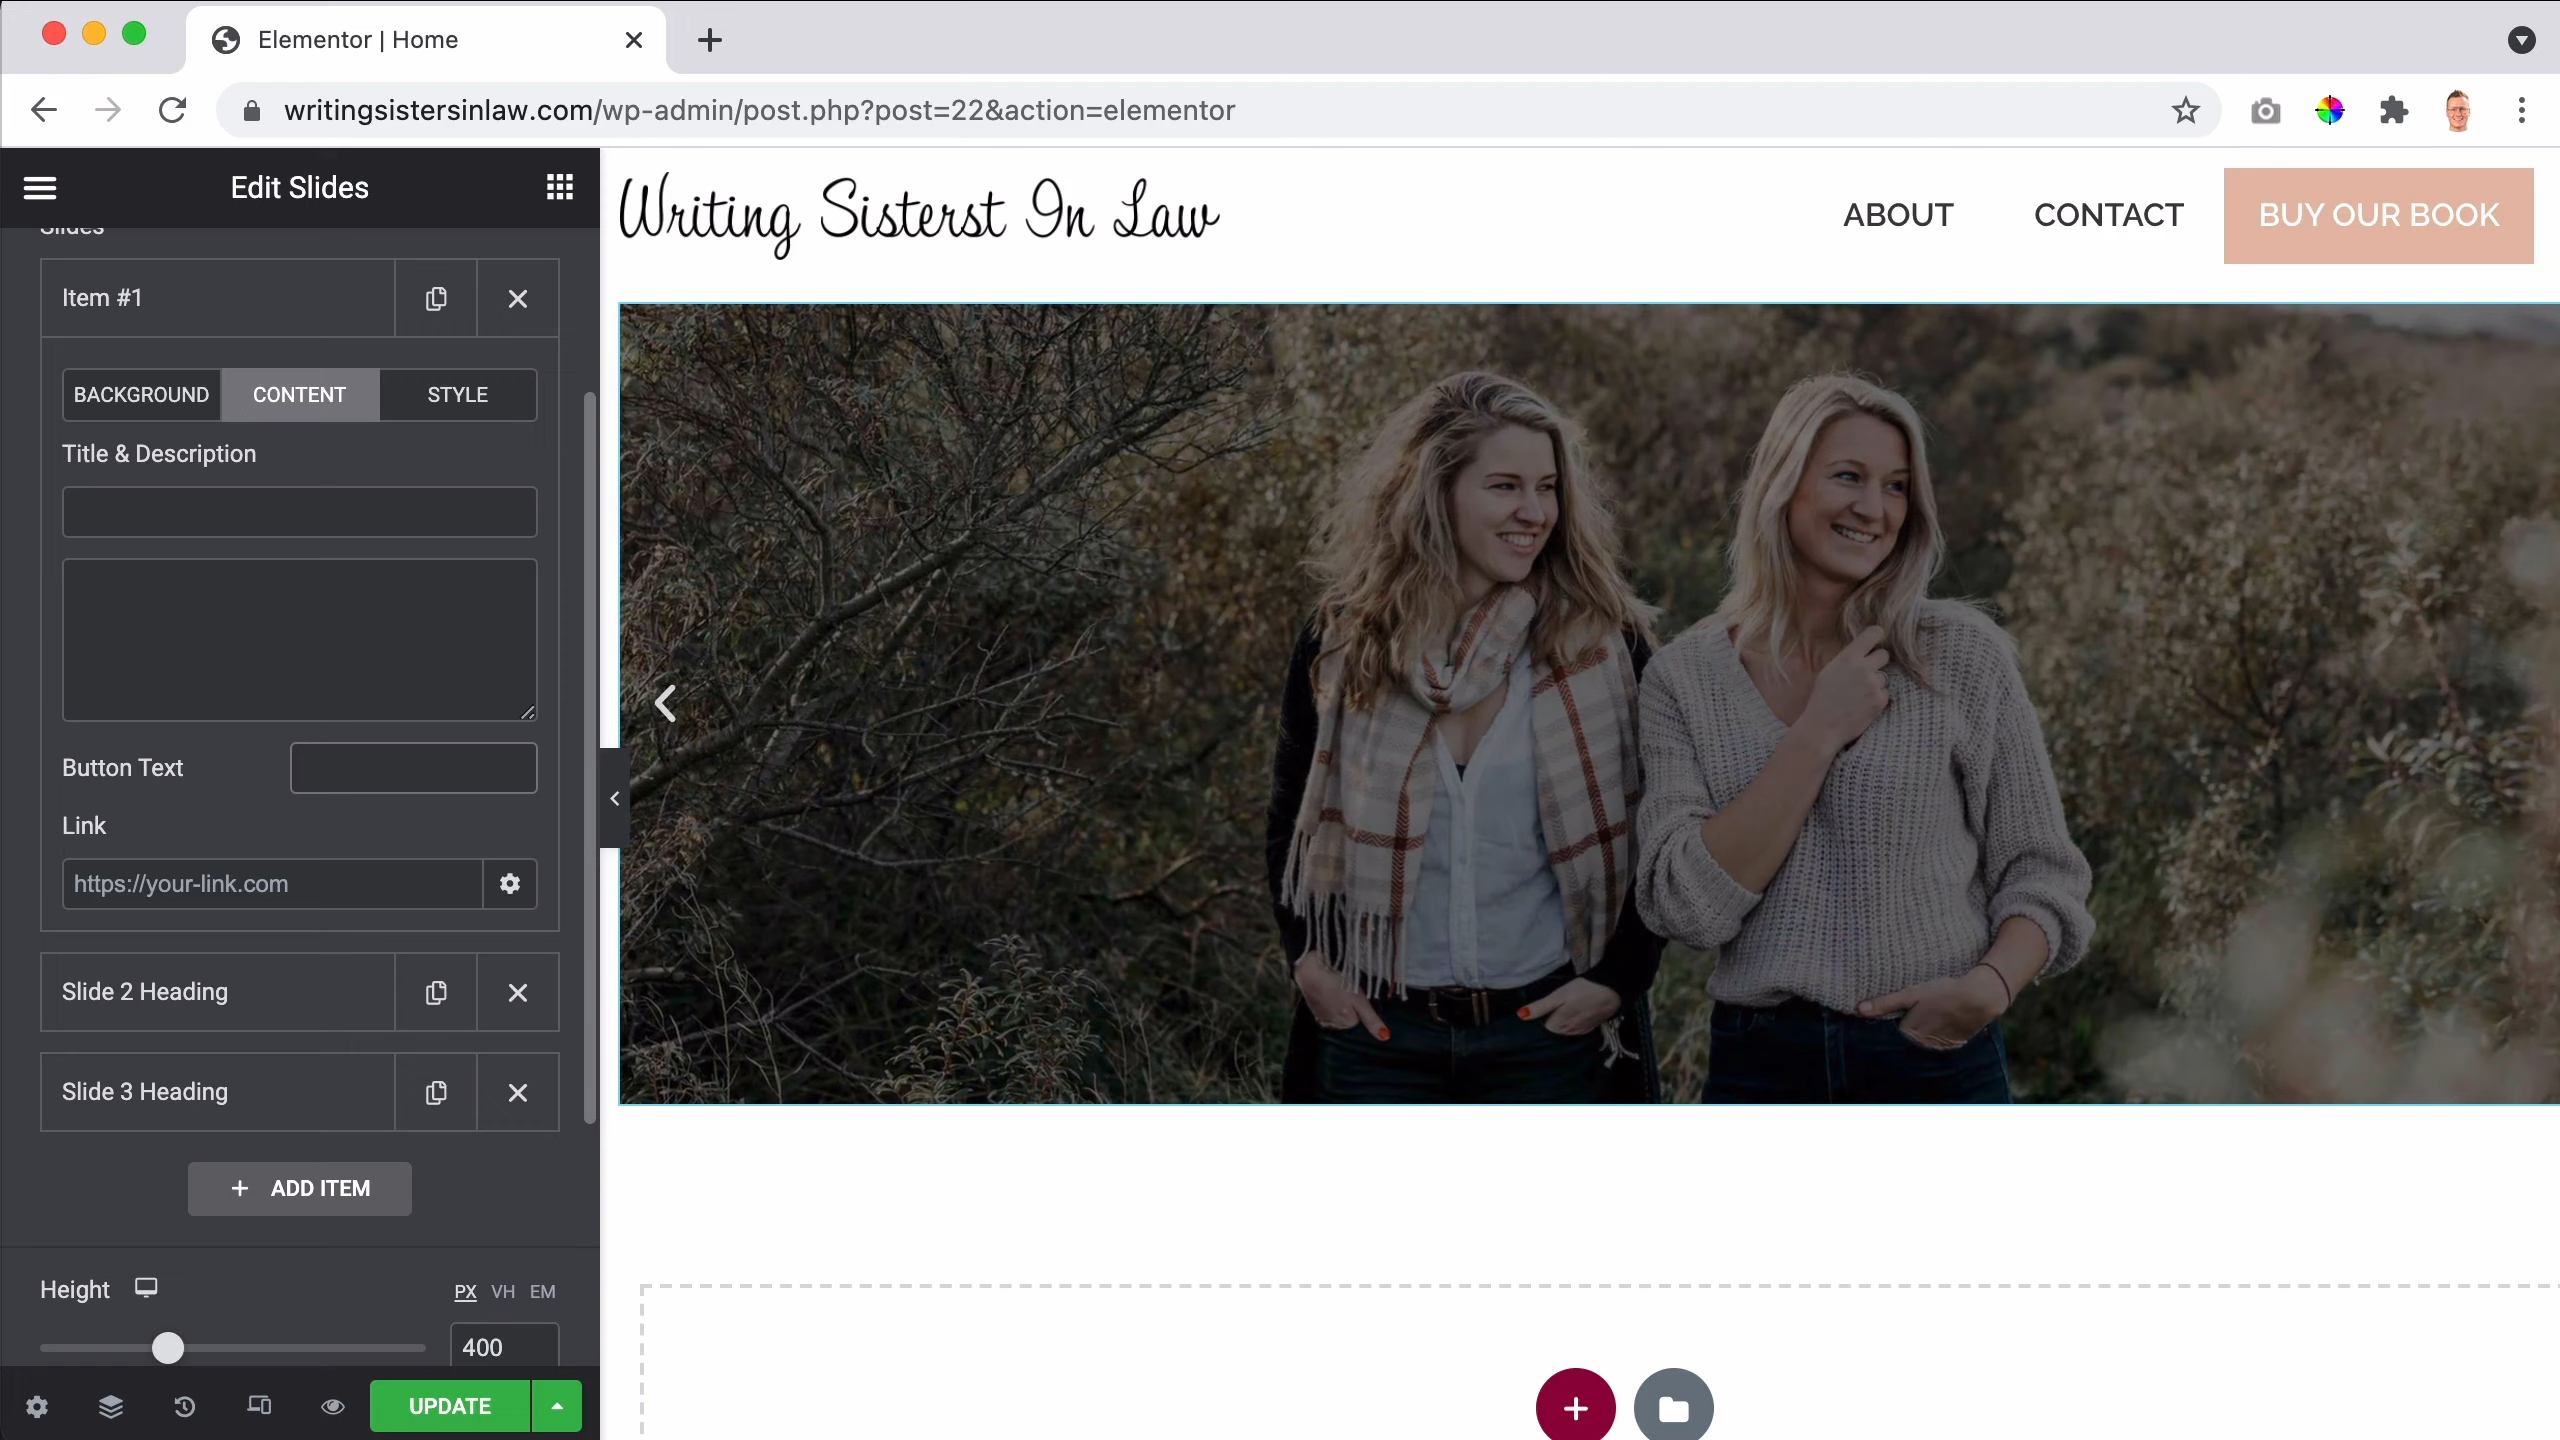 Elementor | Home
writingsistersinlaw.com/wp-admin/post.php?post=22&action=elementor
Edit Slides
Writing Sisterst In Law
ABOUT
CONTACT
BUY OUR BOOK
Slides
Item #1
BACKGROUND
CONTENT
STYLE
Title & Description
Button Text
Link
https://your-link.com
Slide 2 Heading
Slide 3 Heading
+ ADD ITEM
Height
PX VH EM
400
UPDATE